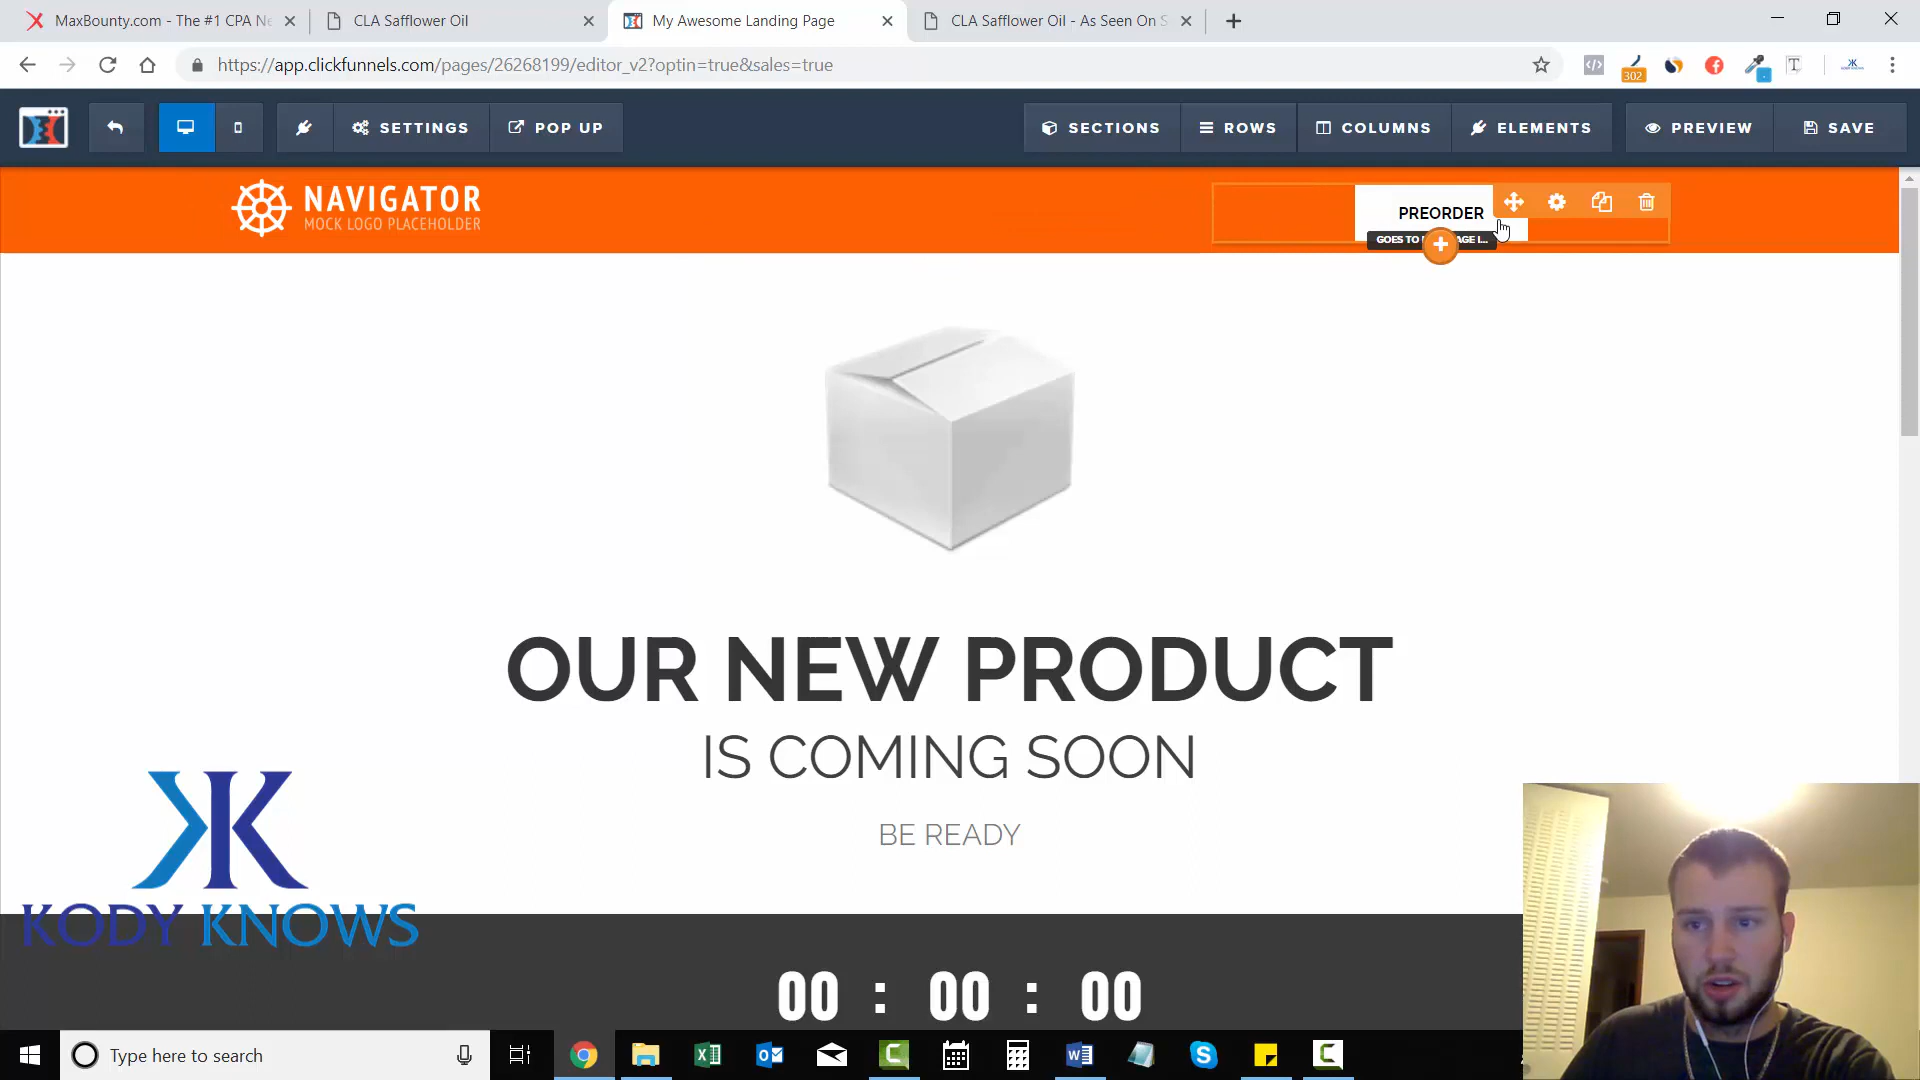 MaxBounty.com - The #1 CPA Ne
CLA Safflower Oil
My Awesome Landing Page
CLA Safflower Oil - As Seen On S
https://app.clickfunnels.com/pages/26268199/editor_v2?optin=true&sales=true
302
SETTINGS
POP UP
SECTIONS
ROWS
COLUMNS
ELEMENTS
PREVIEW
SAVE
NAVIGATOR
MOCK LOGO PLACEHOLDER
PREORDER
GOES TO
AGE I...
OUR NEW PRODUCT
IS COMING SOON
BE READY
KODY KNOWS
00 : 00 : 00
Type here to search